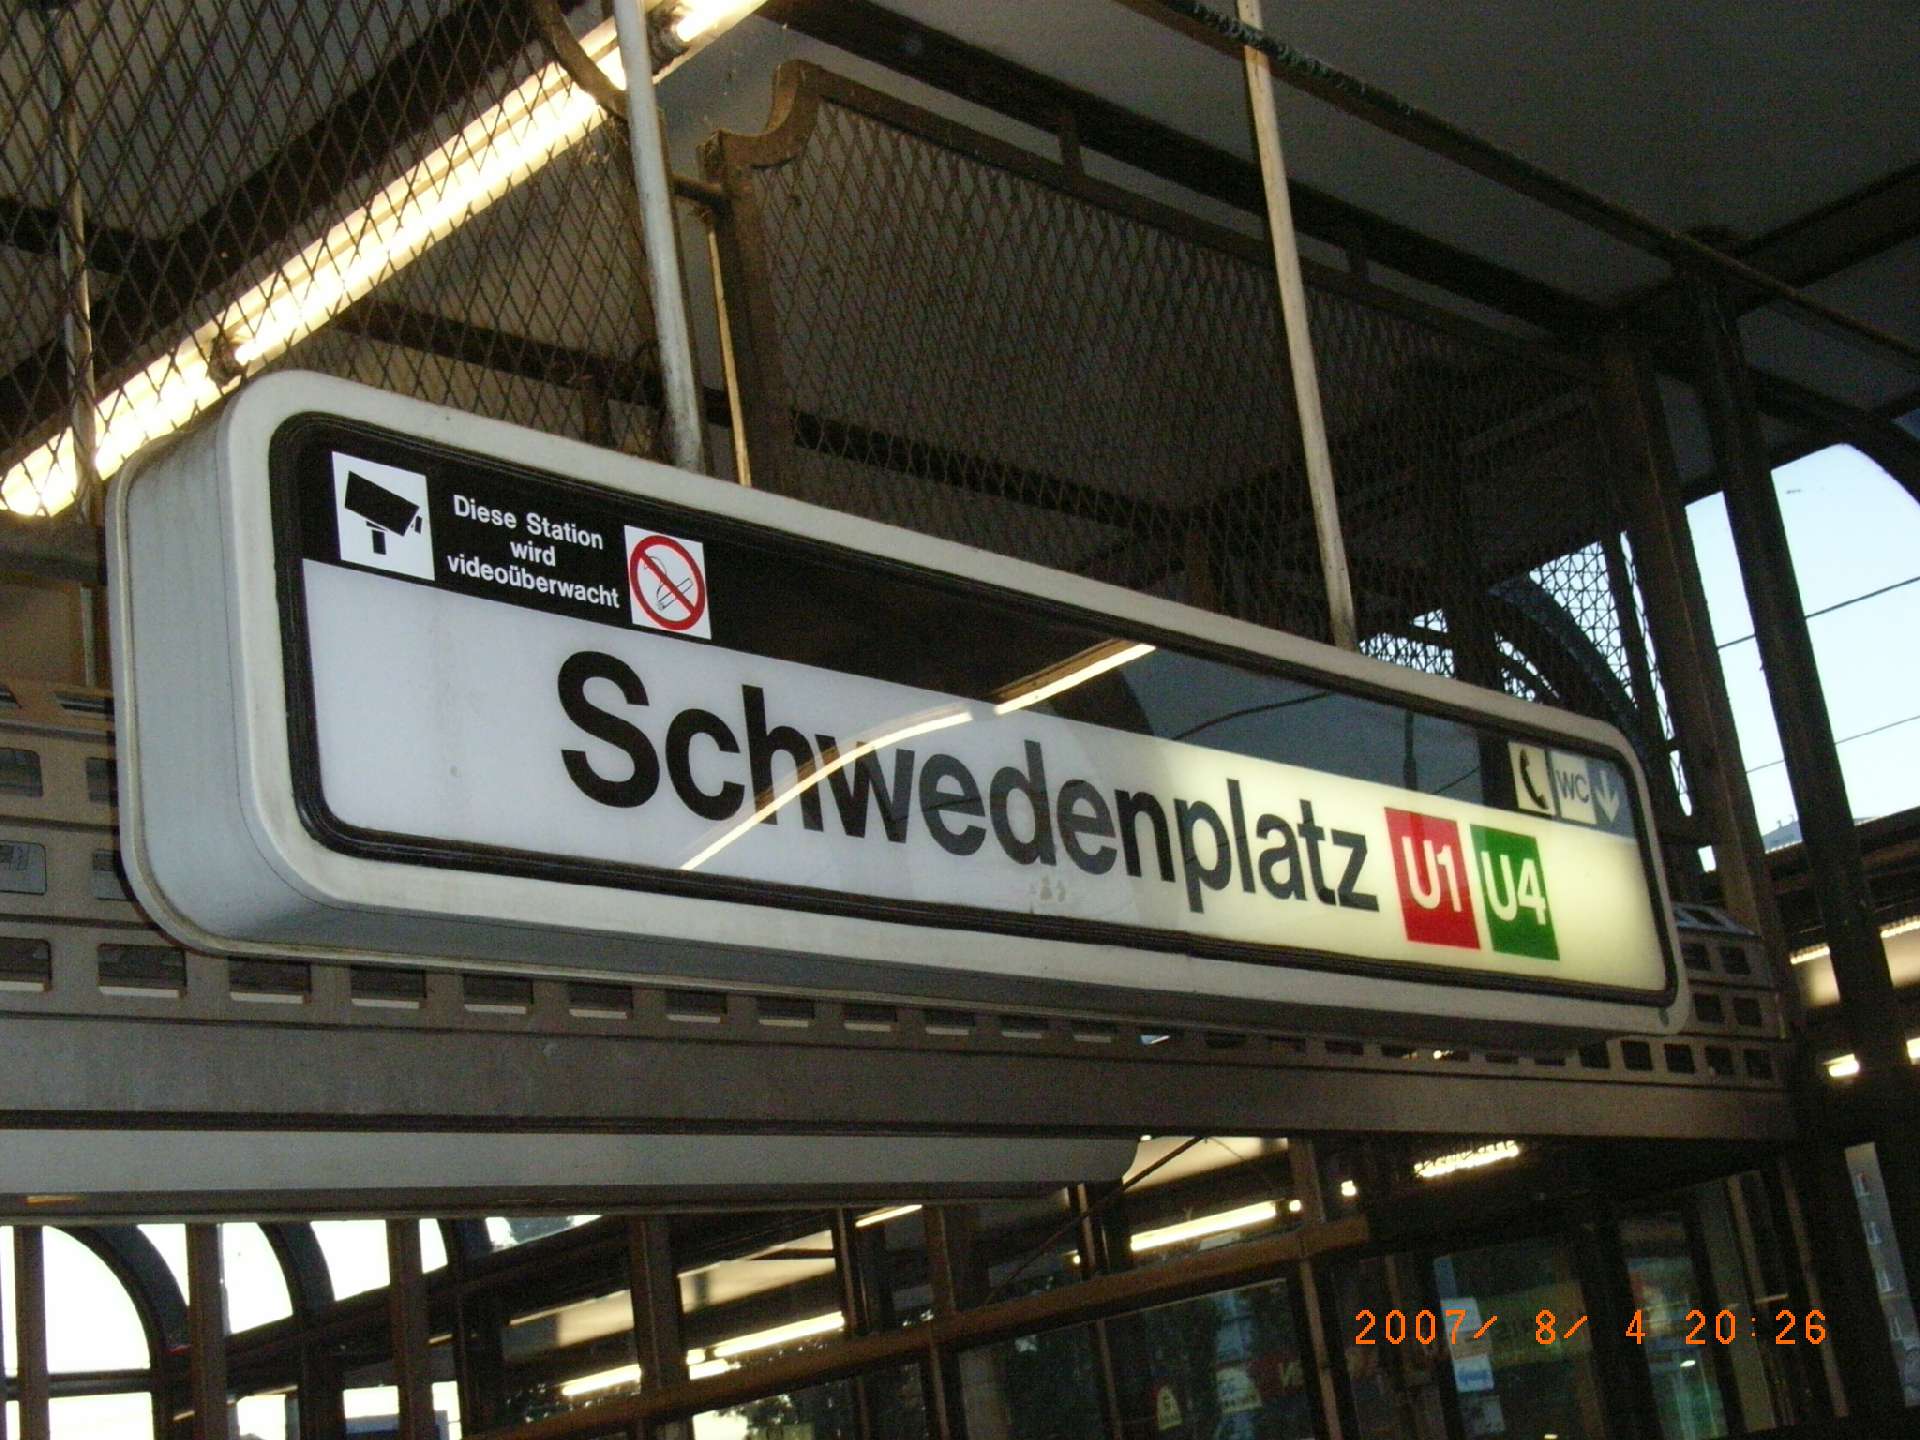 Diese Station
wird
videoüberwacht
Schwedenplatz U1 U4
WC
2007/ 8/ 4 20:26